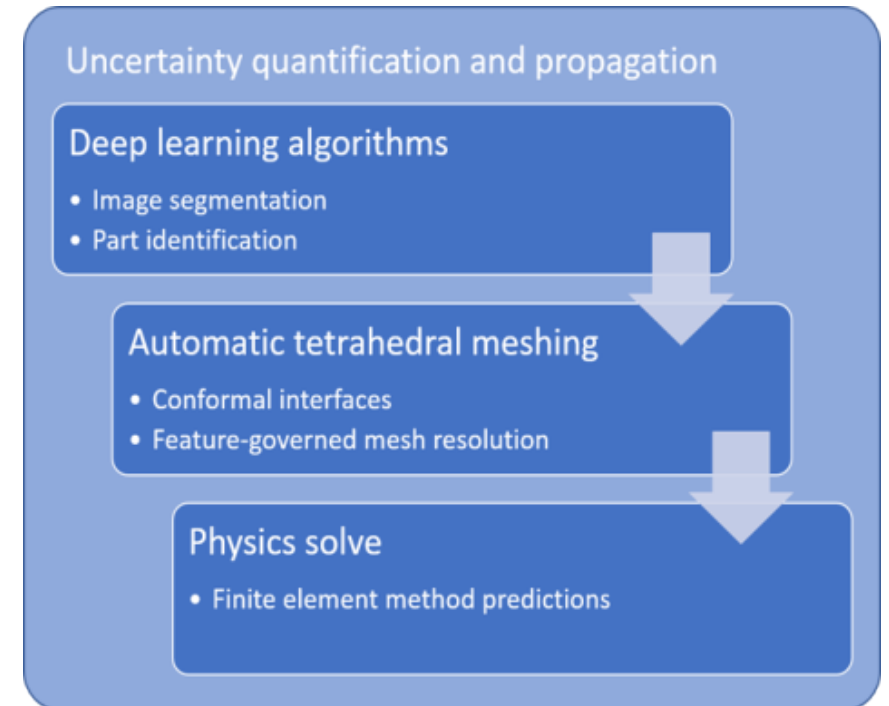 Uncertainty quantification and propagation
Deep learning algorithms
• Image segmentation
• Part identification
Automatic tetrahedral meshing
• Conformal interfaces
• Feature-governed mesh resolution
Physics solve
• Finite element method predictions